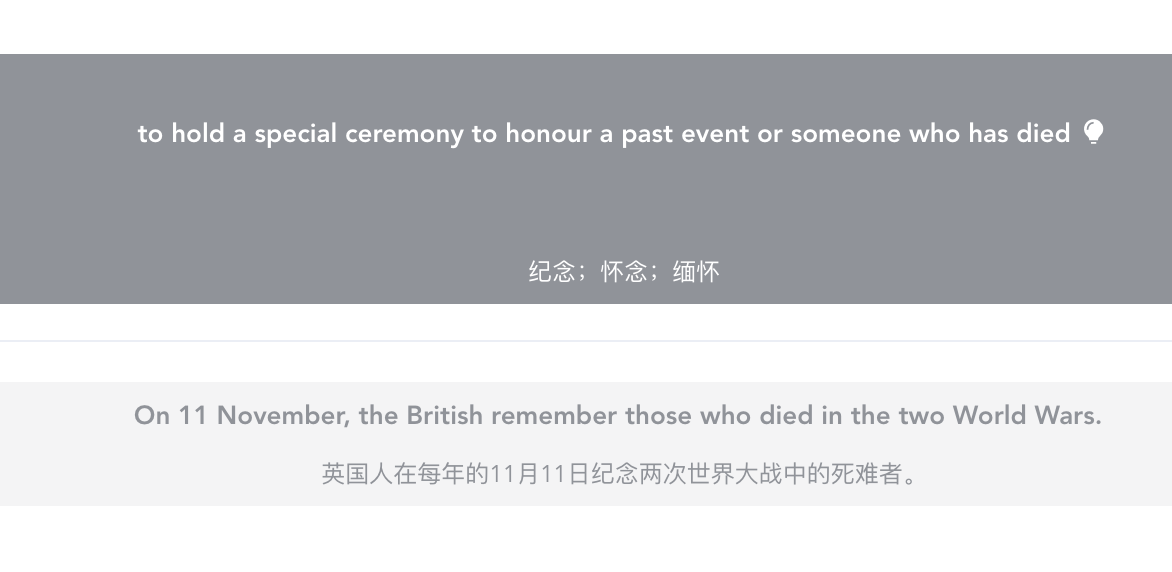 to hold a special ceremony to honour a past event or someone who has died
纪念；怀念；缅怀
On 11 November, the British remember those who died in the two World Wars.
英国人在每年的11月11日纪念两次世界大战中的死难者。